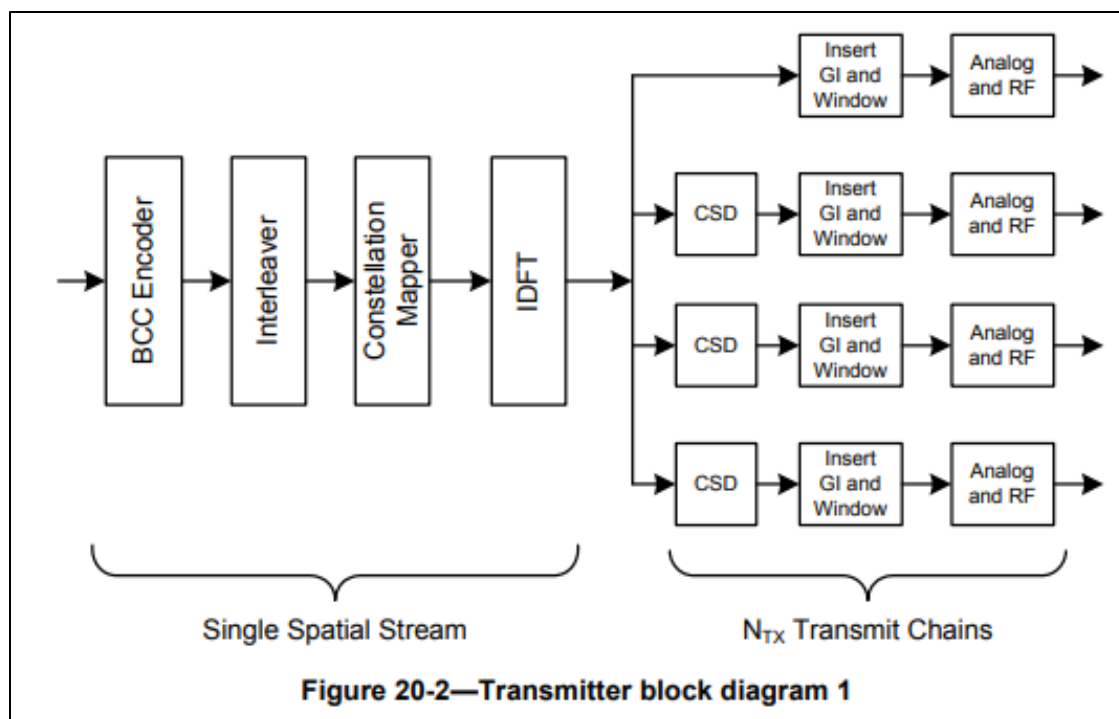 BCC Encoder
Interleaver
Constellation
Mapper
IDFT
Insert
GI and
Window
Analog
and RF
CSD
Insert
GI and
Window
Analog
and RF
CSD
Insert
GI and
Window
Analog
and RF
CSD
Insert
GI and
Window
Analog
and RF
Single Spatial Stream
NTX Transmit Chains
Figure 20-2—Transmitter block diagram 1